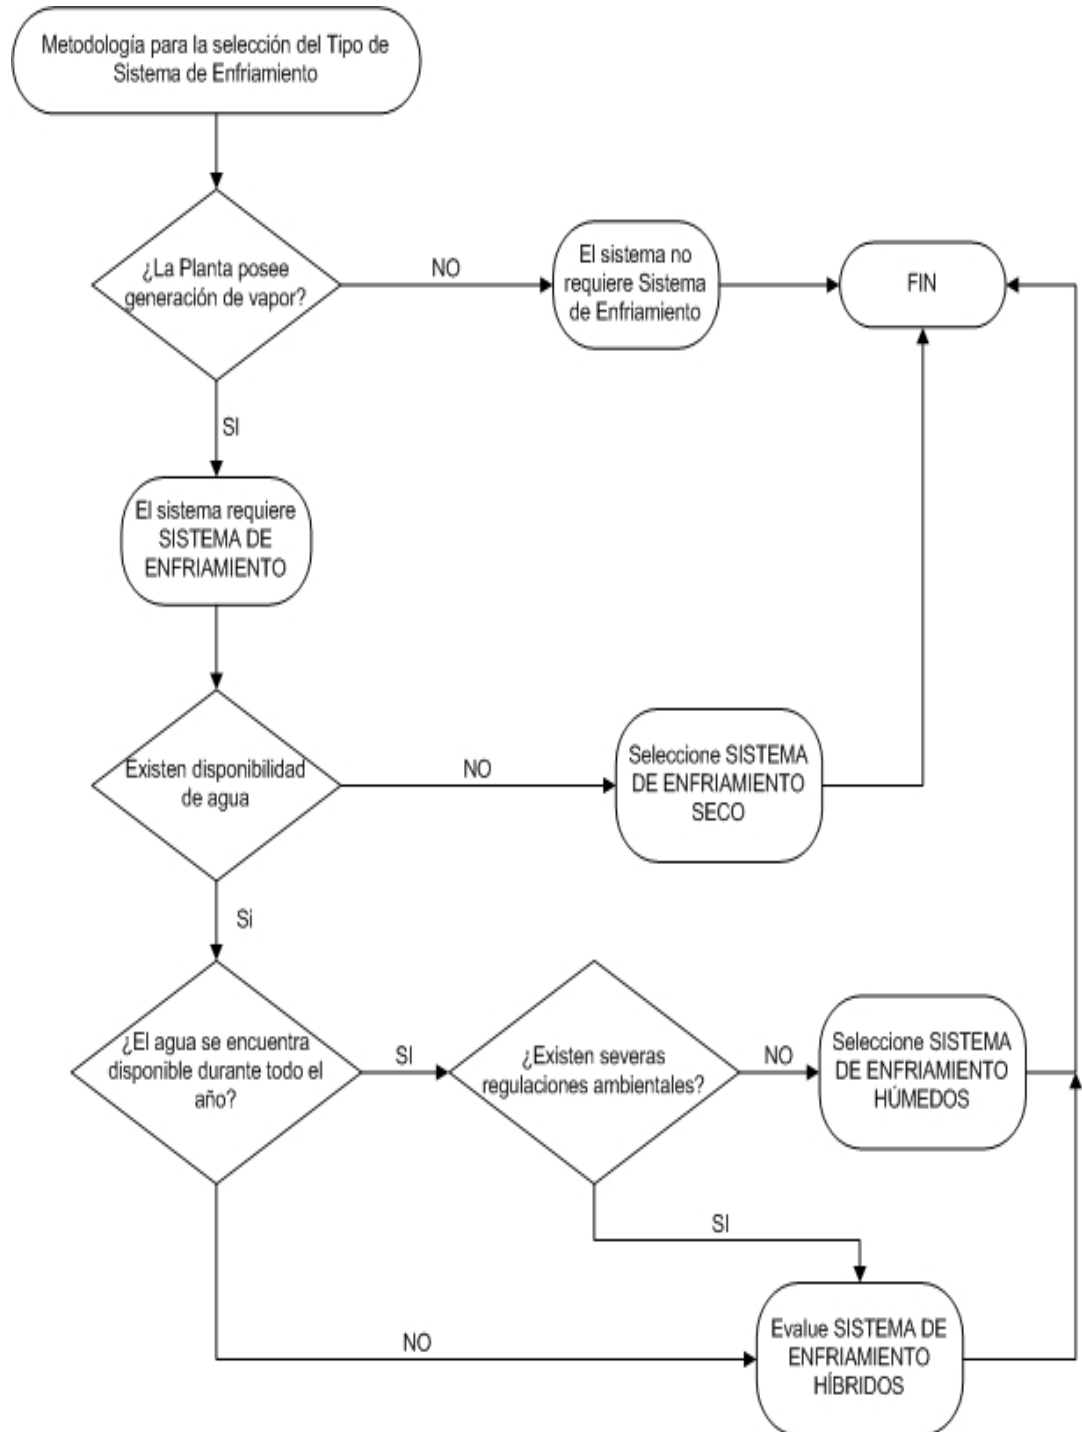 Metodología para la selección del Tipo de
Sistema de Enfriamiento
¿La Planta posee
generación de vapor?
NO
El sistema no
requiere Sistema
de Enfriamiento
FIN
SI
El sistema requiere
SISTEMA DE
ENFRIAMIENTO
Existen disponibilidad
de agua
NO
Seleccione SISTEMA
DE ENFRIAMIENTO
SECO
Si
¿El agua se encuentra
disponible durante todo el
año?
SI
¿Existen severas
regulaciones ambientales?
NO
Seleccione SISTEMA
DE ENFRIAMIENTO
HÚMEDOS
SI
NO
Evalue SISTEMA DE
ENFRIAMIENTO
HÍBRIDOS